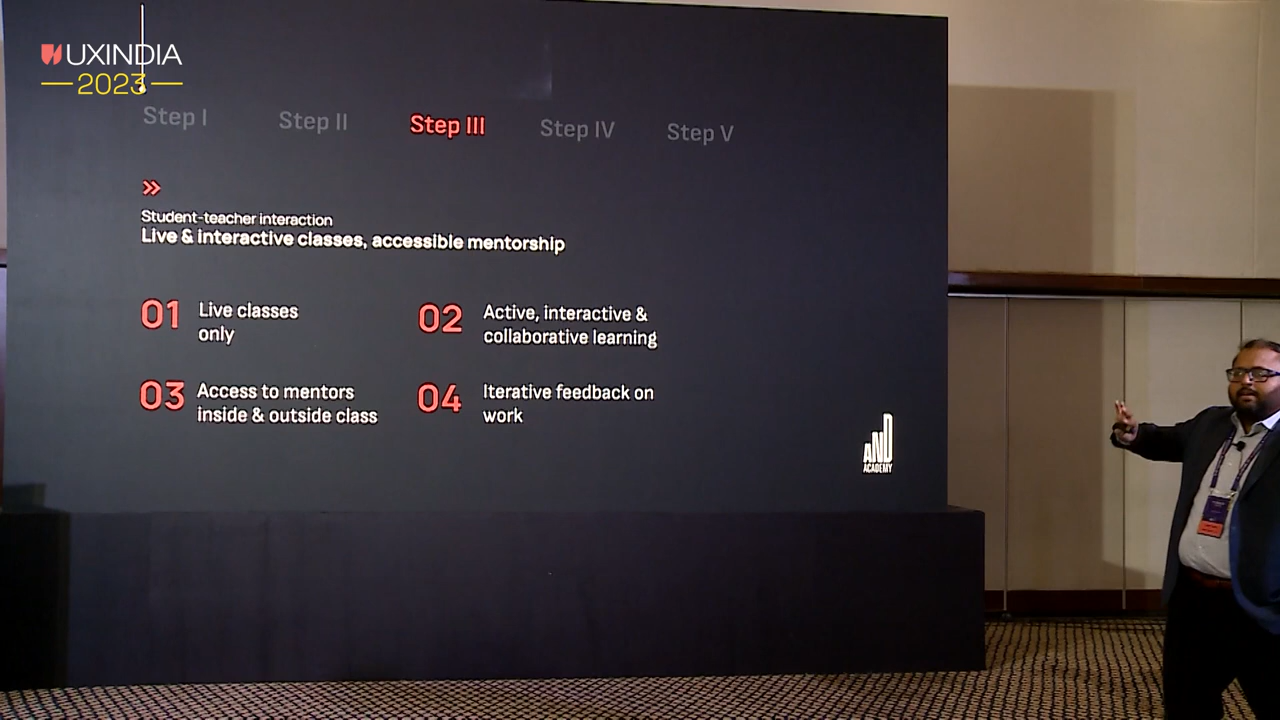 UXINDIA
2023
Step I
Step II
Step III
Step IV
Step V
Student-teacher interaction
Live & interactive classes, accessible mentorship
01
Live classes
only
02
Active, interactive &
collaborative learning
03
Access to mentors
inside & outside class
04
Iterative feedback on
work
AND
ACADEMY